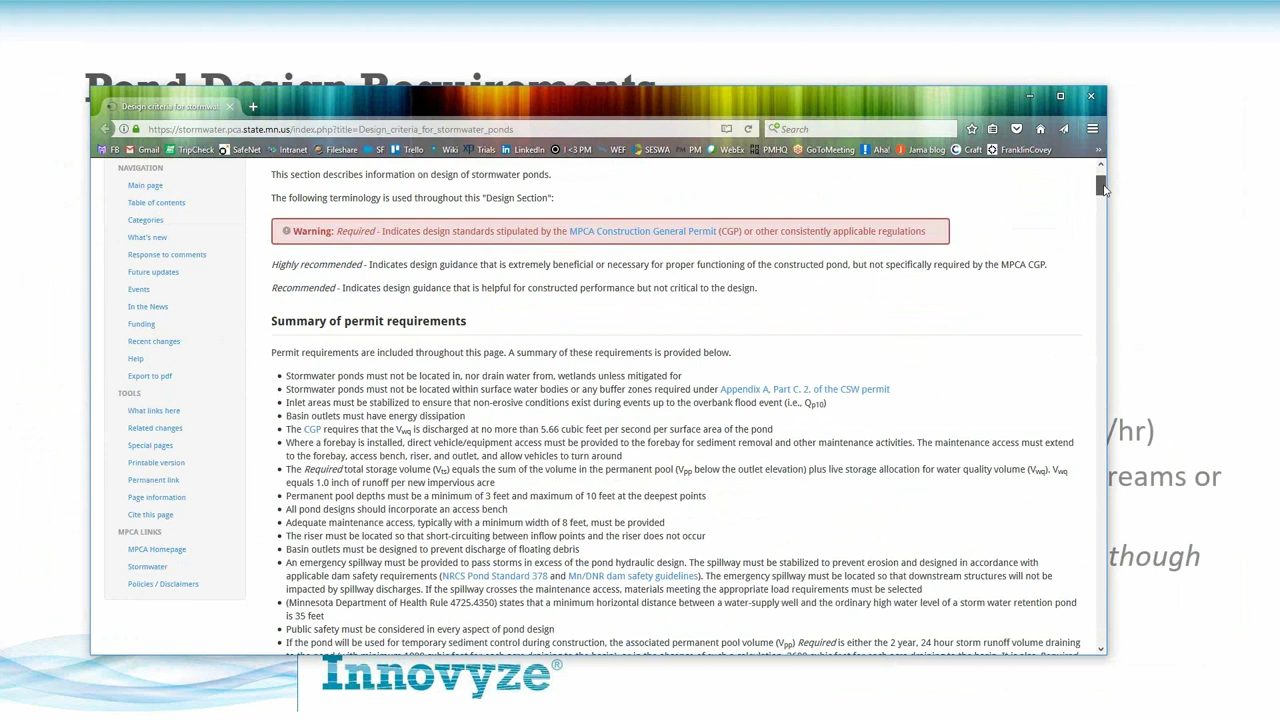 Pond Design Requirements
Design criteria for stormwa
https://stormwater.pca.state.mn.us/index.php?title=Design_criteria_for_stormwater_ponds
Search
FB Gmail TripCheck SafeNet Intranet Fileshare SF Trello Wiki Trials LinkedIn I <3 PM WEF SESWA PM WebEx PMHQ GoToMeeting Aha! Jama blog Craft FranklinCovey »
NAVIGATION
Main page
Table of contents
Categories
What's new
Response to comments
Future updates
Events
In the News
Funding
Recent changes
Help
Export to pdf
TOOLS
What links here
Related changes
Special pages
Printable version
Permanent link
Page information
Cite this page
MPCA LINKS
MPCA Homepage
Stormwater
Policies / Disclaimers
This section describes information on design of stormwater ponds.
The following terminology is used throughout this "Design Section":
Warning: Required - Indicates design standards stipulated by the MPCA Construction General Permit (CGP) or other consistently applicable regulations
Highly recommended - Indicates design guidance that is extremely beneficial or necessary for proper functioning of the constructed pond, but not specifically required by the MPCA CGP.
Recommended - Indicates design guidance that is helpful for constructed performance but not critical to the design.
Summary of permit requirements
Permit requirements are included throughout this page. A summary of these requirements is provided below.
• Stormwater ponds must not be located in, nor drain water from, wetlands unless mitigated for
• Stormwater ponds must not be located within surface water bodies or any buffer zones required under Appendix A, Part C. 2, of the CSW permit
• Inlet areas must be stabilized to ensure that non-erosive conditions exist during events up to the overbank flood event (i.e., Qp10)
• Basin outlets must have energy dissipation
• The CGP requires that the Vwq is discharged at no more than 5.66 cubic feet per second per surface area of the pond
• Where a forebay is installed, direct vehicle/equipment access must be provided to the forebay for sediment removal and other maintenance activities. The maintenance access must extend
to the forebay, access bench, riser, and outlet, and allow vehicles to turn around
• The Required total storage volume (Vts) equals the sum of the volume in the permanent pool (Vpp below the outlet elevation) plus live storage allocation for water quality volume (Vwq). Vwq
equals 1.0 inch of runoff per new impervious acre
• Permanent pool depths must be a minimum of 3 feet and maximum of 10 feet at the deepest points
• All pond designs should incorporate an access bench
• Adequate maintenance access, typically with a minimum width of 8 feet, must be provided
• The riser must be located so that short-circuiting between inflow points and the riser does not occur
• Basin outlets must be designed to prevent discharge of floating debris
• An emergency spillway must be provided to pass storms in excess of the pond hydraulic design. The spillway must be stabilized to prevent erosion and designed in accordance with
applicable dam safety requirements (NRCS Pond Standard 378 and Mn/DNR dam safety guidelines). The emergency spillway must be located so that downstream structures will not be
impacted by spillway discharges. If the spillway crosses the maintenance access, materials meeting the appropriate load requirements must be selected
• (Minnesota Department of Health Rule 4725.4350) states that a minimum horizontal distance between a water-supply well and the ordinary high water level of a storm water retention pond
is 35 feet
• Public safety must be considered in every aspect of pond design
• If the pond will be used for temporary sediment control during construction, the associated permanent pool volume (Vpp) Required is either the 2 year, 24 hour storm runoff volume draining
/hr)
reams or
though
Innovyze®